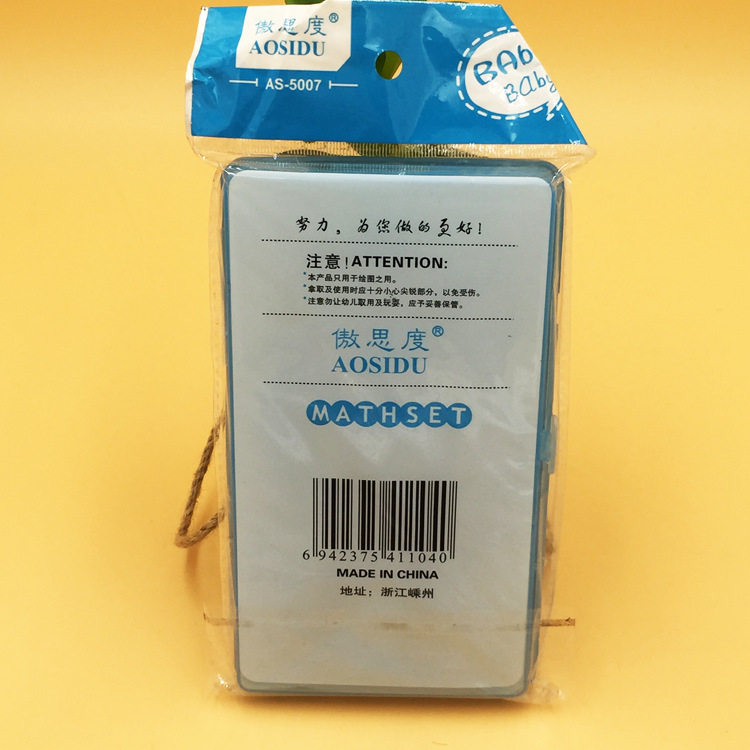 傲思度®
AOSIDU
AS-5007
BAby
BAby
努力，为您做的更好！
注意！ATTENTION:
*本产品只用于绘图之用。
*拿取及使用时应十分小心尖锐部分，以免受伤。
*注意勿让幼儿取用及玩耍，应予妥善保管。
傲思度®
AOSIDU
MATHSET
6 942375 411040
MADE IN CHINA
地址：浙江嵊州